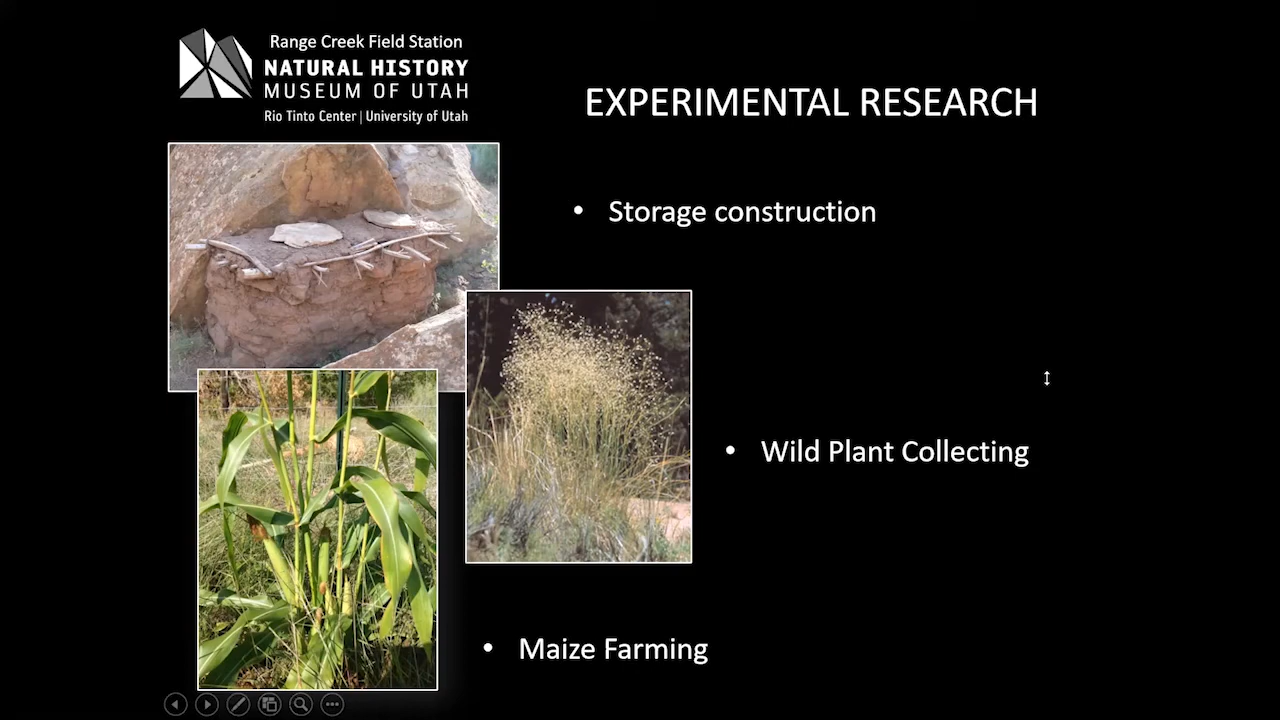 Range Creek Field Station
NATURAL HISTORY
MUSEUM OF UTAH
Rio Tinto Center | University of Utah
EXPERIMENTAL RESEARCH
• Storage construction
• Wild Plant Collecting
• Maize Farming